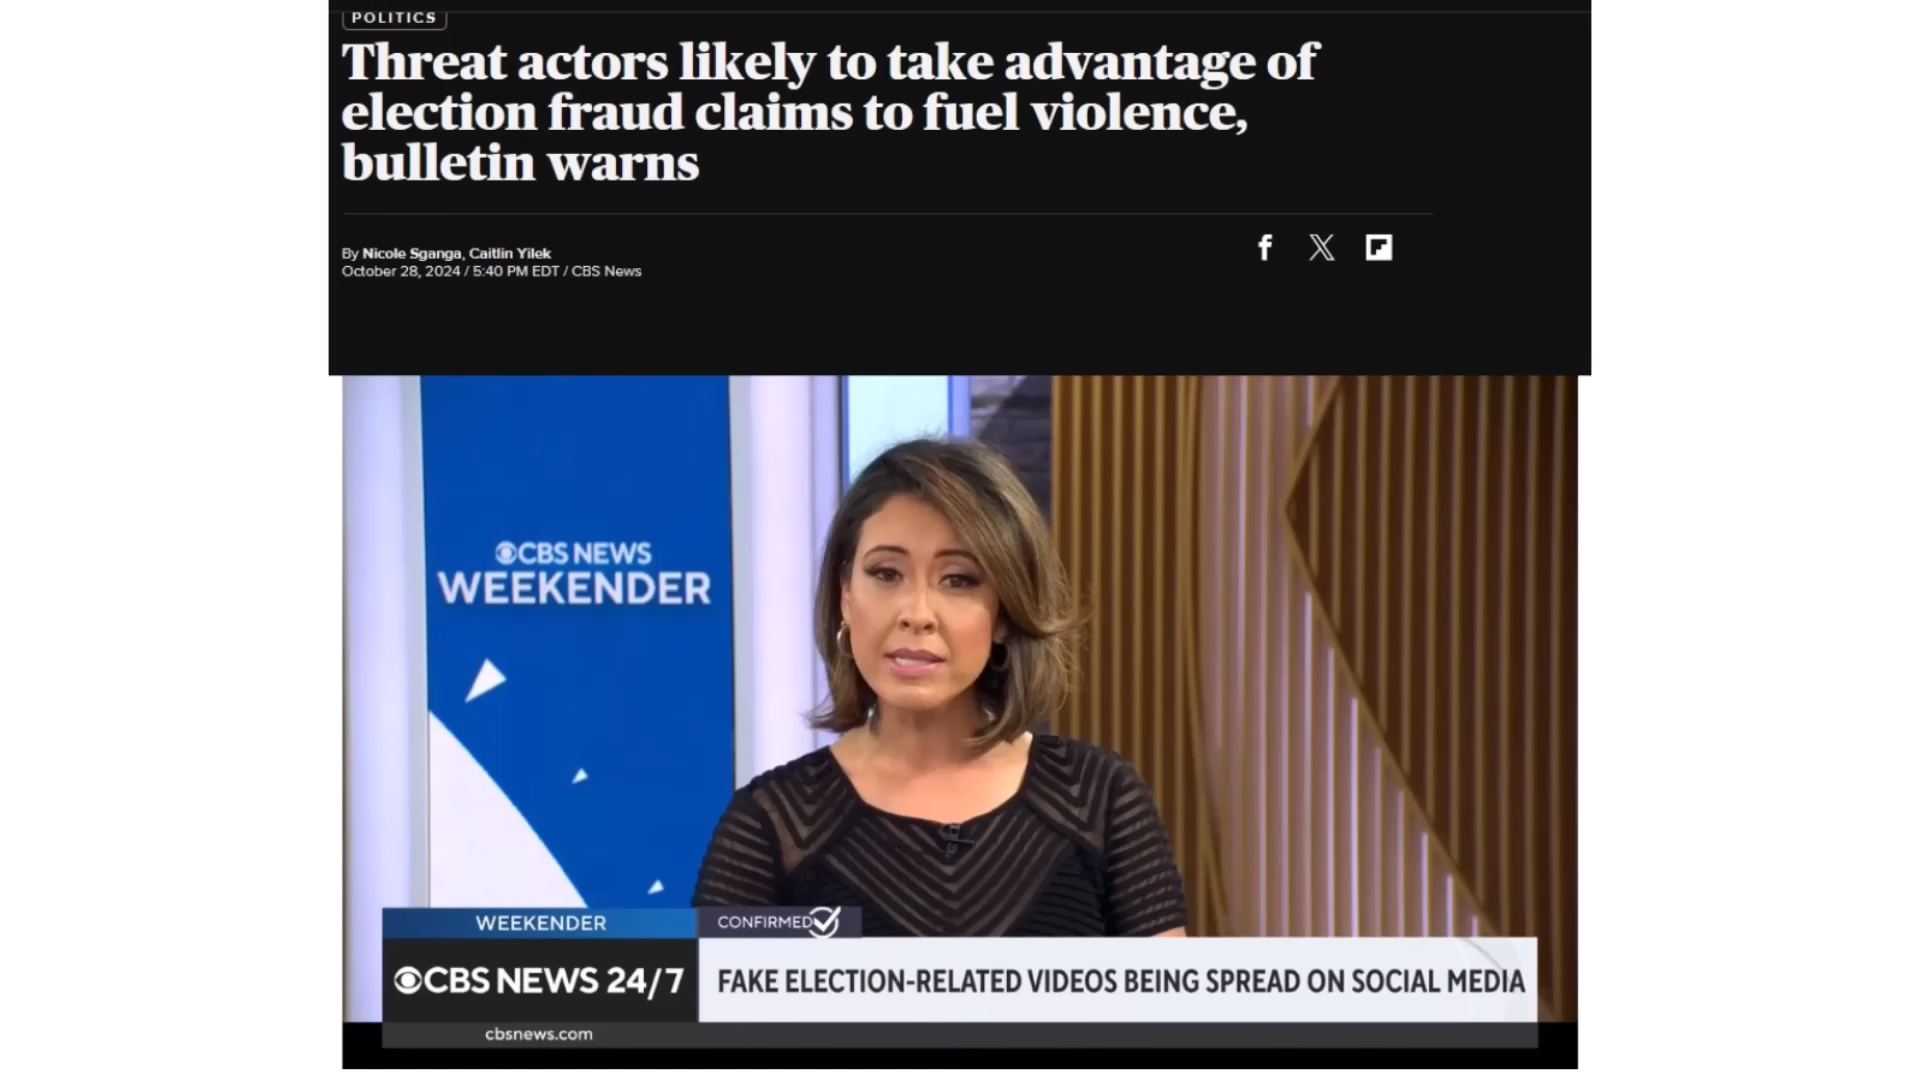 POLITICS
Threat actors likely to take advantage of
election fraud claims to fuel violence,
bulletin warns
By Nicole Sganga, Caitlin Yilek
October 28, 2024 / 5:40 PM EDT / CBS News
CBS NEWS
WEEKENDER
WEEKENDER
CONFIRMED
CBS NEWS 24/7
FAKE ELECTION-RELATED VIDEOS BEING SPREAD ON SOCIAL MEDIA
cbsnews.com